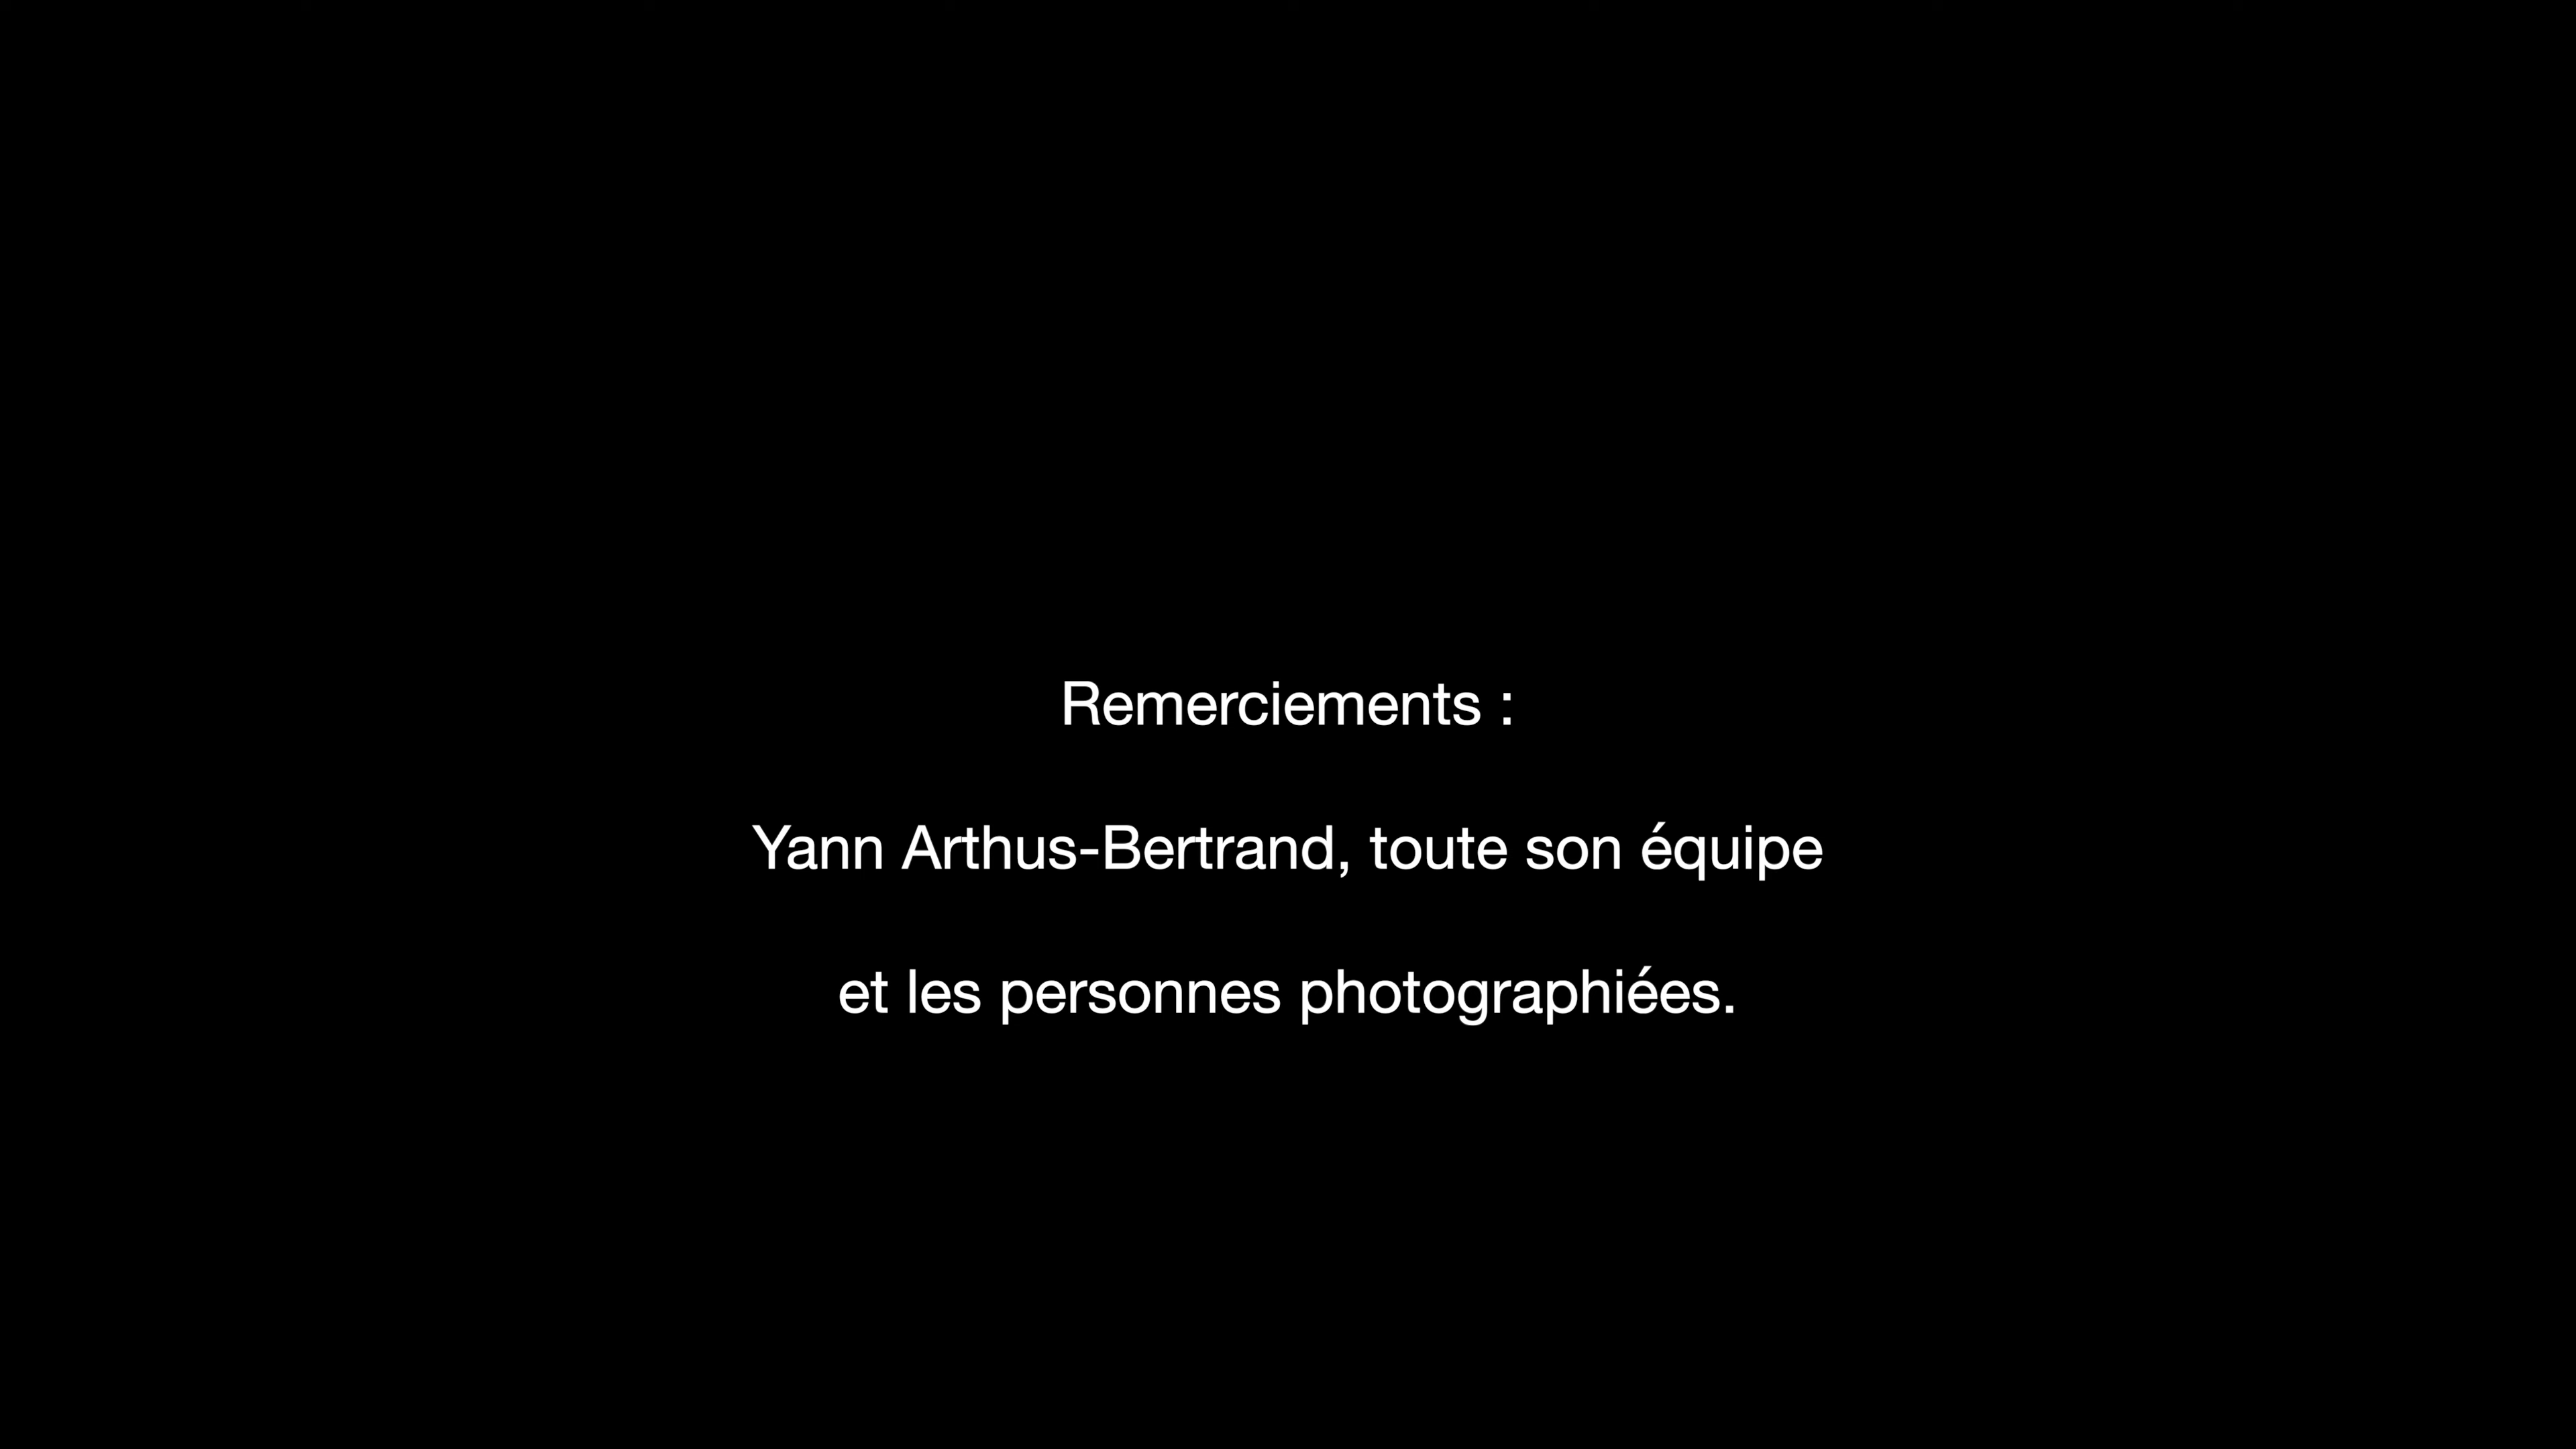 Remerciements :
Yann Arthus-Bertrand, toute son équipe
et les personnes photographiées.